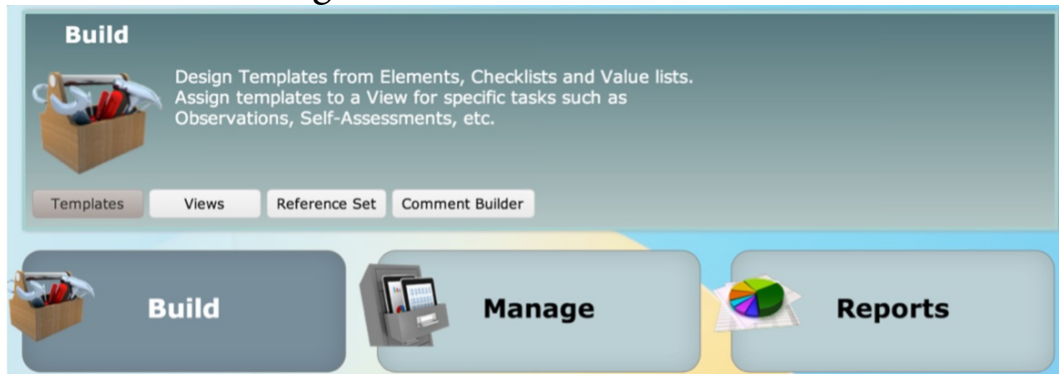 Build
Design Templates from Elements, Checklists and Value lists.
Assign templates to a View for specific tasks such as
Observations, Self-Assessments, etc.
Templates Views Reference Set Comment Builder
Build Manage Reports